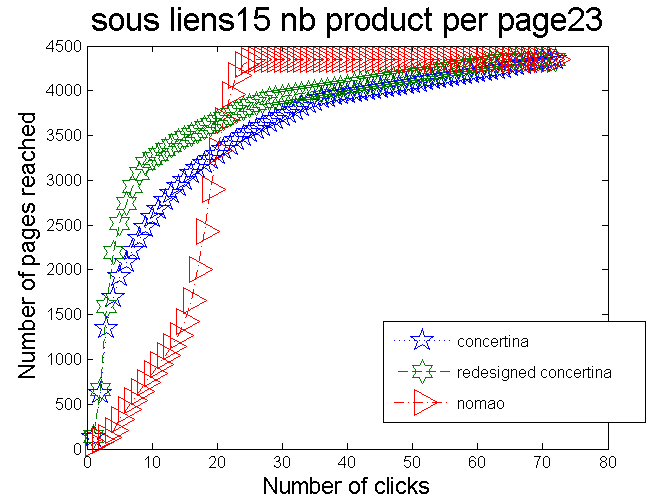 sous liens15 nb product per page23
4500
4000
3500
3000
2500
2000
1500
1000
500
0
Number of pages reached
concertina
redesigned concertina
nomao
0 10 20 30 40 50 60 70 80
Number of clicks